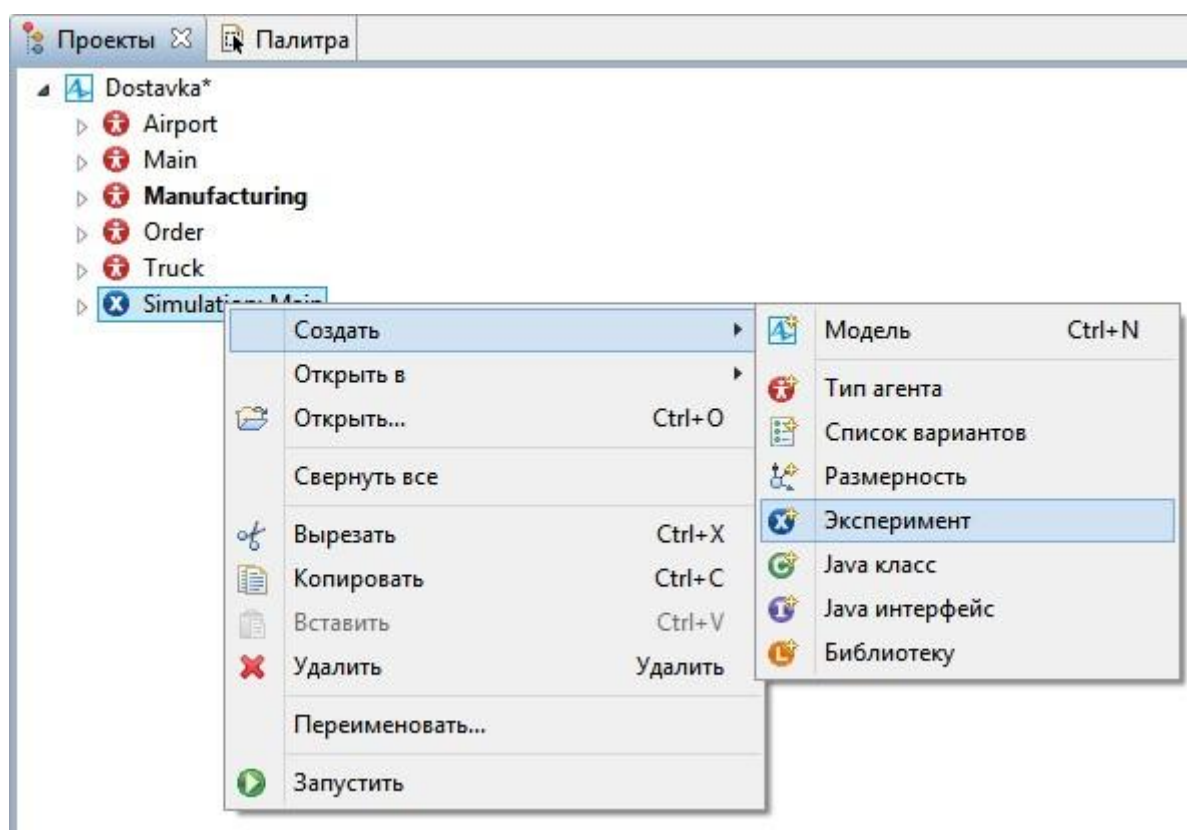 Проекты Палитра
Dostavka*
Airport
Main
Manufacturing
Order
Truck
Simulation: Main
Создать
Открыть в
Открыть... Ctrl+O
Свернуть все
Вырезать Ctrl+X
Копировать Ctrl+C
Вставить Ctrl+V
Удалить Удалить
Переименовать...
Запустить
Модель Ctrl+N
Тип агента
Список вариантов
Размерность
Эксперимент
Java класс
Java интерфейс
Библиотеку